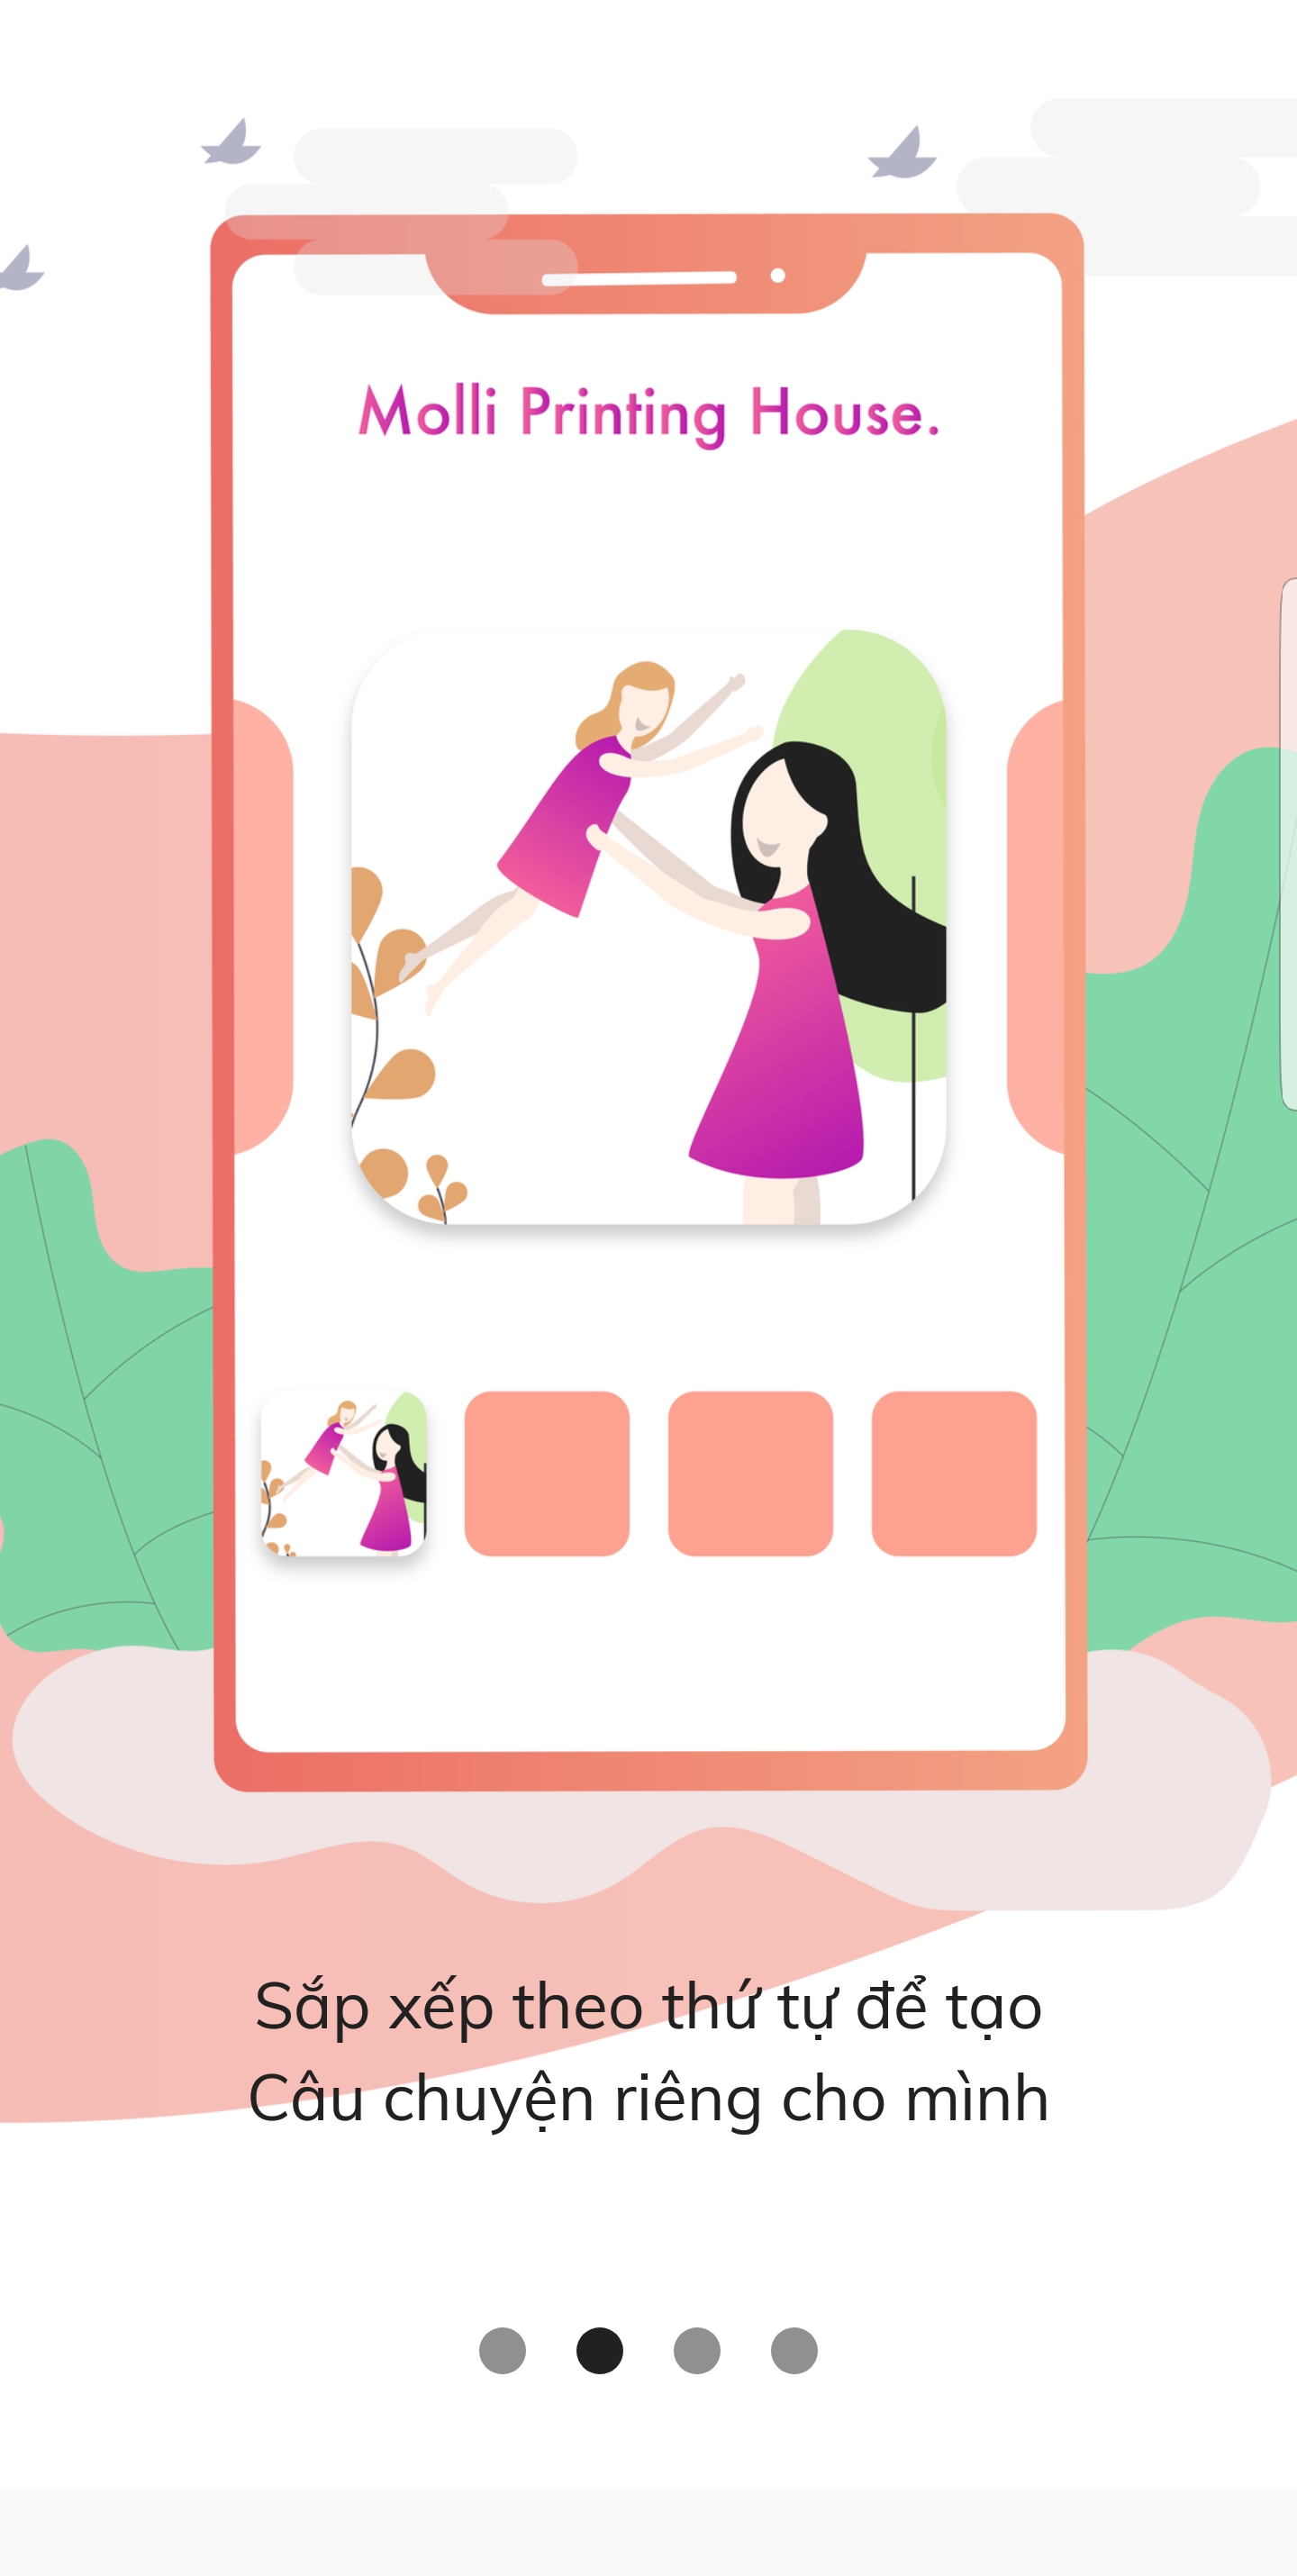 Molli Printing House.
Sắp xếp theo thứ tự để tạo
Câu chuyện riêng cho mình